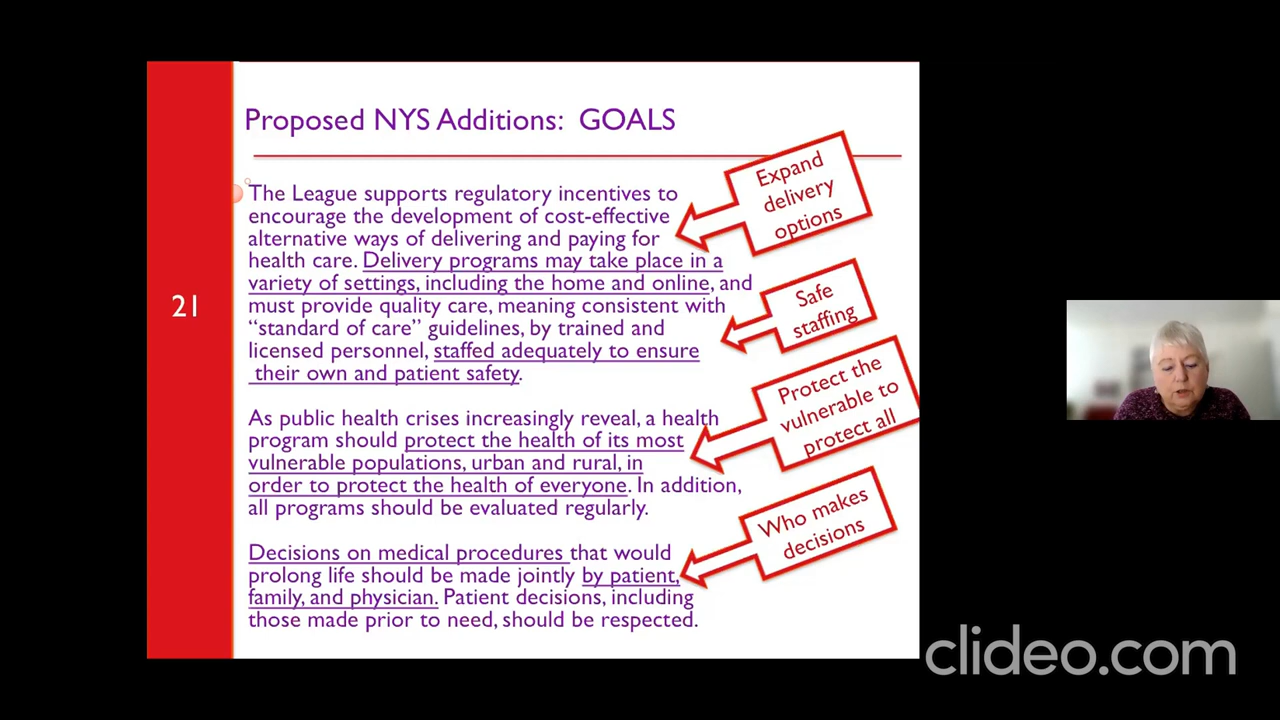 Proposed NYS Additions: GOALS
The League supports regulatory incentives to
encourage the development of cost-effective
alternative ways of delivering and paying for
health care. Delivery programs may take place in a
variety of settings, including the home and online, and
must provide quality care, meaning consistent with
“standard of care” guidelines, by trained and
licensed personnel, staffed adequately to ensure
their own and patient safety.
As public health crises increasingly reveal, a health
program should protect the health of its most
vulnerable populations, urban and rural, in
order to protect the health of everyone. In addition,
all programs should be evaluated regularly.
Decisions on medical procedures that would
prolong life should be made jointly by patient,
family, and physician. Patient decisions, including
those made prior to need, should be respected.
Expand
delivery
options
Safe
staffing
Protect the
vulnerable to
protect all
Who makes
decisions
21
clideo.com